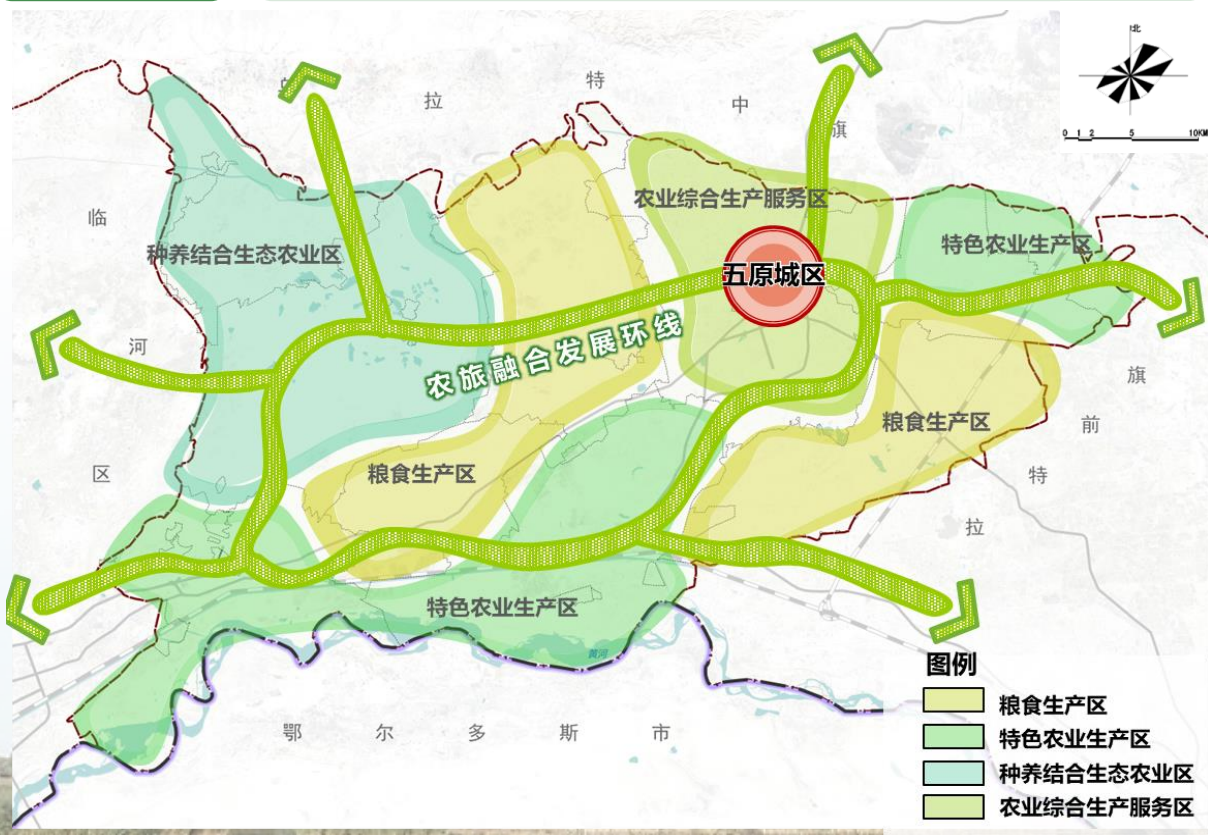 北
0 1 2 5 10KM
拉
特
中
旗
农业综合生产服务区
临
河
区
种养结合生态农业区
特色农业生产区
五原城区
农旅融合发展环线
粮食生产区
粮食生产区
旗
前
特
拉
特色农业生产区
黄河
鄂尔多斯市
图例
粮食生产区
特色农业生产区
种养结合生态农业区
农业综合生产服务区